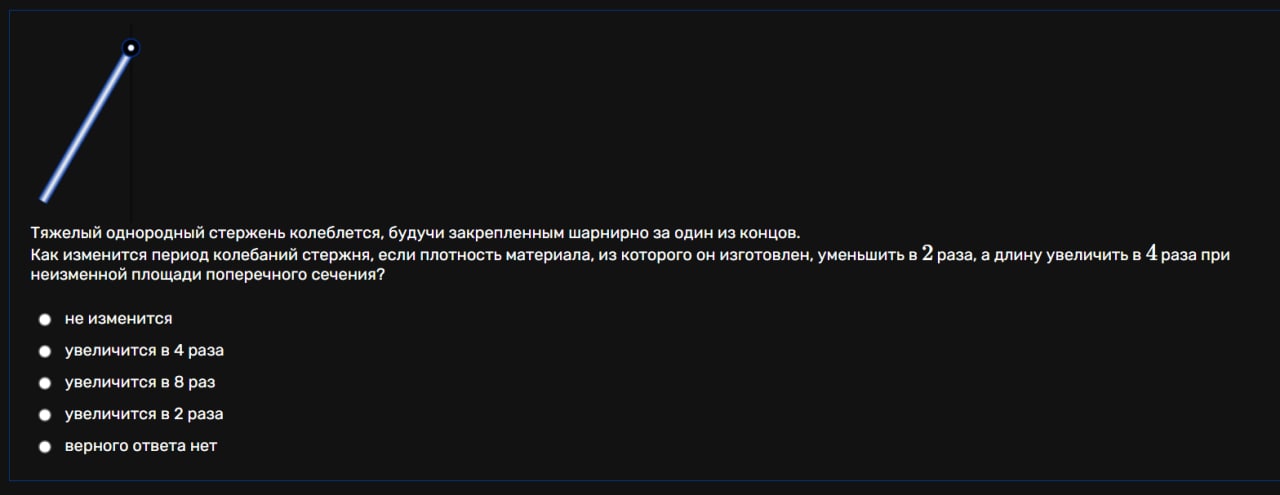 Тяжелый однородный стержень колеблется, будучи закрепленным шарнирно за один из концов.
Как изменится период колебаний стержня, если плотность материала, из которого он изготовлен, уменьшить в 2 раза, а длину увеличить в 4 раза при
неизменной площади поперечного сечения?
не изменится
увеличится в 4 раза
увеличится в 8 раз
увеличится в 2 раза
верного ответа нет